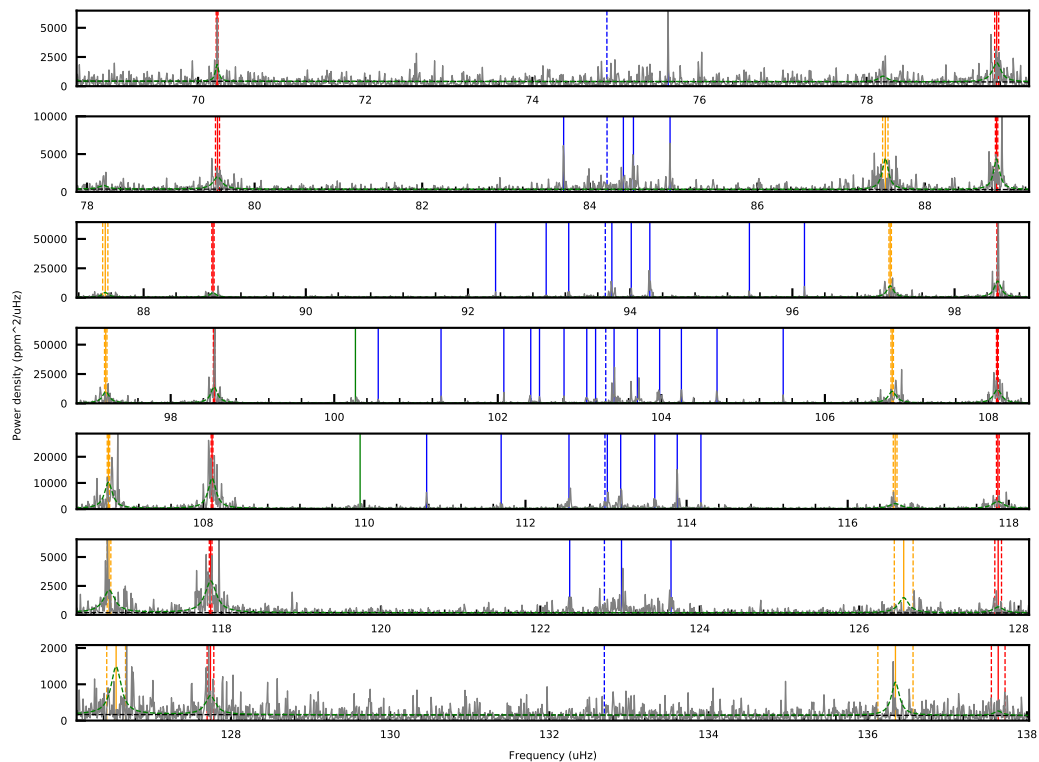 5000
2500
0
70 72 74 76 78
10000
5000
0
78 80 82 84 86 88
50000
25000
0
88 90 92 94 96 98
Power density (ppm^2/uHz)
50000
25000
0
98 100 102 104 106 108
20000
10000
0
108 110 112 114 116 118
5000
2500
0
118 120 122 124 126 128
2000
1000
0
128 130 132 134 136 138
Frequency (uHz)